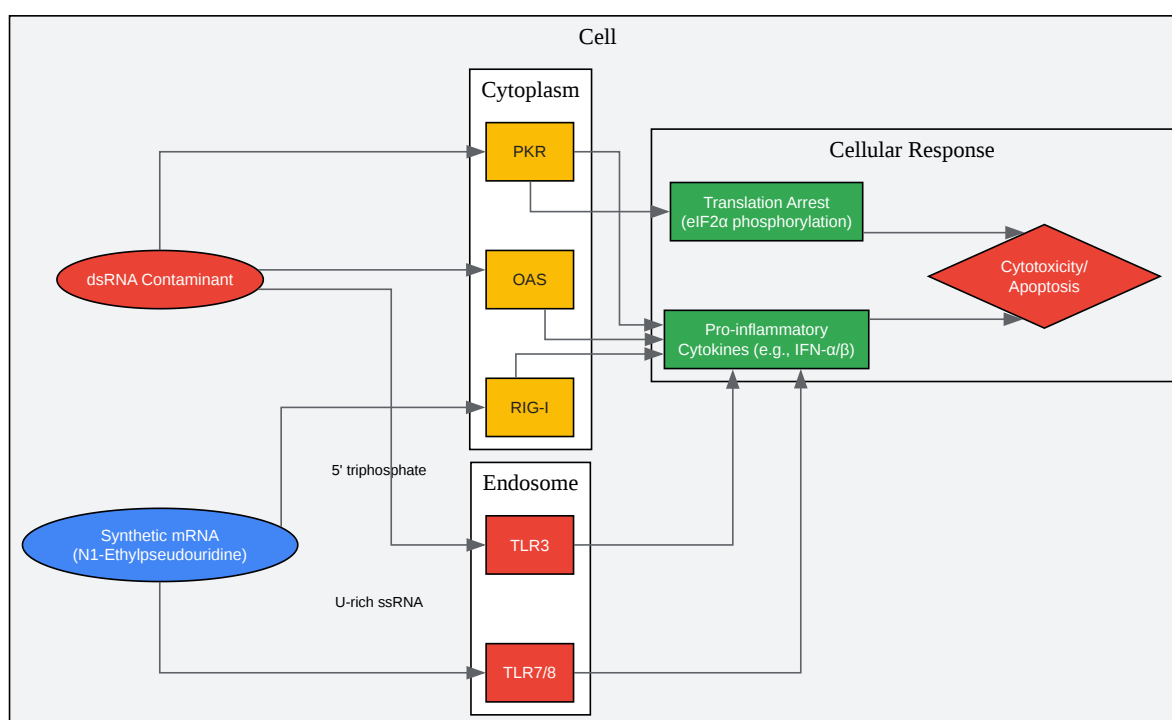 Cell
Cytoplasm
PKR
Cellular Response
Translation Arrest
(eIF2α phosphorylation)
dsRNA Contaminant
OAS
Cytotoxicity/
Apoptosis
Pro-inflammatory
Cytokines (e.g., IFN-α/β)
RIG-I
5' triphosphate
Endosome
Synthetic mRNA
(N1-Ethylpseudouridine)
TLR3
U-rich ssRNA
TLR7/8